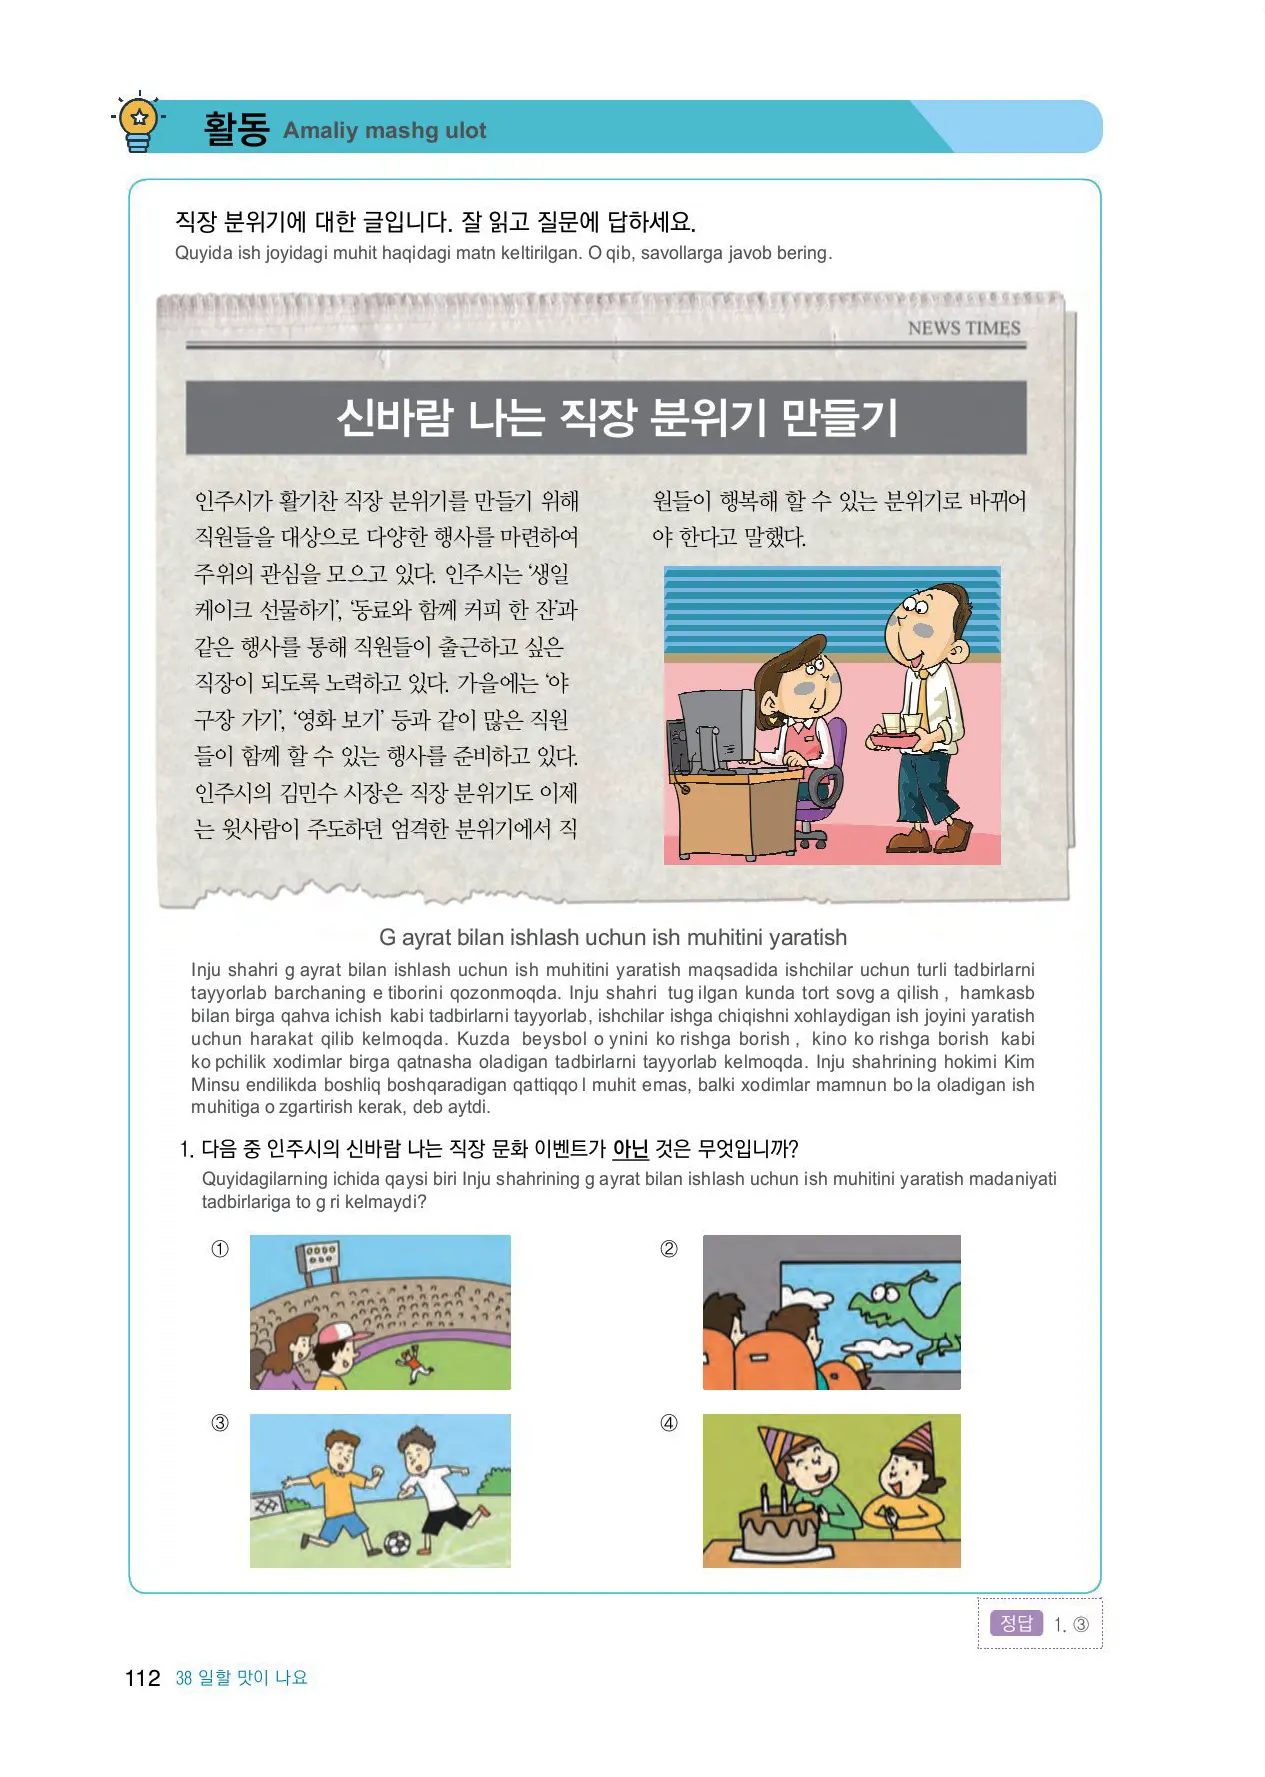 활동 Amaliy mashg ulot
직장 분위기에 대한 글입니다. 잘 읽고 질문에 답하세요.
Quyida ish joyidagi muhit haqidagi matn keltirilgan. O qib, savollarga javob bering.
NEWS TIMES
신바람 나는 직장 분위기 만들기
인주시가 활기찬 직장 분위기를 만들기 위해
직원들을 대상으로 다양한 행사를 마련하여
주위의 관심을 모으고 있다. 인주시는 ‘생일
케이크 선물하기’, ‘동료와 함께 커피 한 잔’과
같은 행사를 통해 직원들이 출근하고 싶은
직장이 되도록 노력하고 있다. 가을에는 ‘야
구장 가기’, ‘영화 보기’ 등과 같이 많은 직원
들이 함께 할 수 있는 행사를 준비하고 있다.
인주시의 김민수 시장은 직장 분위기도 이제
는 윗사람이 주도하던 엄격한 분위기에서 직
원들이 행복해 할 수 있는 분위기로 바뀌어
야 한다고 말했다.
G ayrat bilan ishlash uchun ish muhitini yaratish
Inju shahri g ayrat bilan ishlash uchun ish muhitini yaratish maqsadida ishchilar uchun turli tadbirlarni
tayyorlab barchaning e tiborini qozonmoqda. Inju shahri tug ilgan kunda tort sovg a qilish , hamkasb
bilan birga qahva ichish kabi tadbirlarni tayyorlab, ishchilar ishga chiqishni xohlaydigan ish joyini yaratish
uchun harakat qilib kelmoqda. Kuzda beysbol o ynini ko rishga borish , kino ko rishga borish kabi
ko pchilik xodimlar birga qatnasha oladigan tadbirlarni tayyorlab kelmoqda. Inju shahrining hokimi Kim
Minsu endilikda boshliq boshqaradigan qattiqqo l muhit emas, balki xodimlar mamnun bo la oladigan ish
muhitiga o zgartirish kerak, deb aytdi.
1. 다음 중 인주시의 신바람 나는 직장 문화 이벤트가 아닌 것은 무엇입니까?
Quyidagilarning ichida qaysi biri Inju shahrining g ayrat bilan ishlash uchun ish muhitini yaratish madaniyati
tadbirlariga to g ri kelmaydi?
① ②
③ ④
정답 1. ③
112 38 일할 맛이 나요